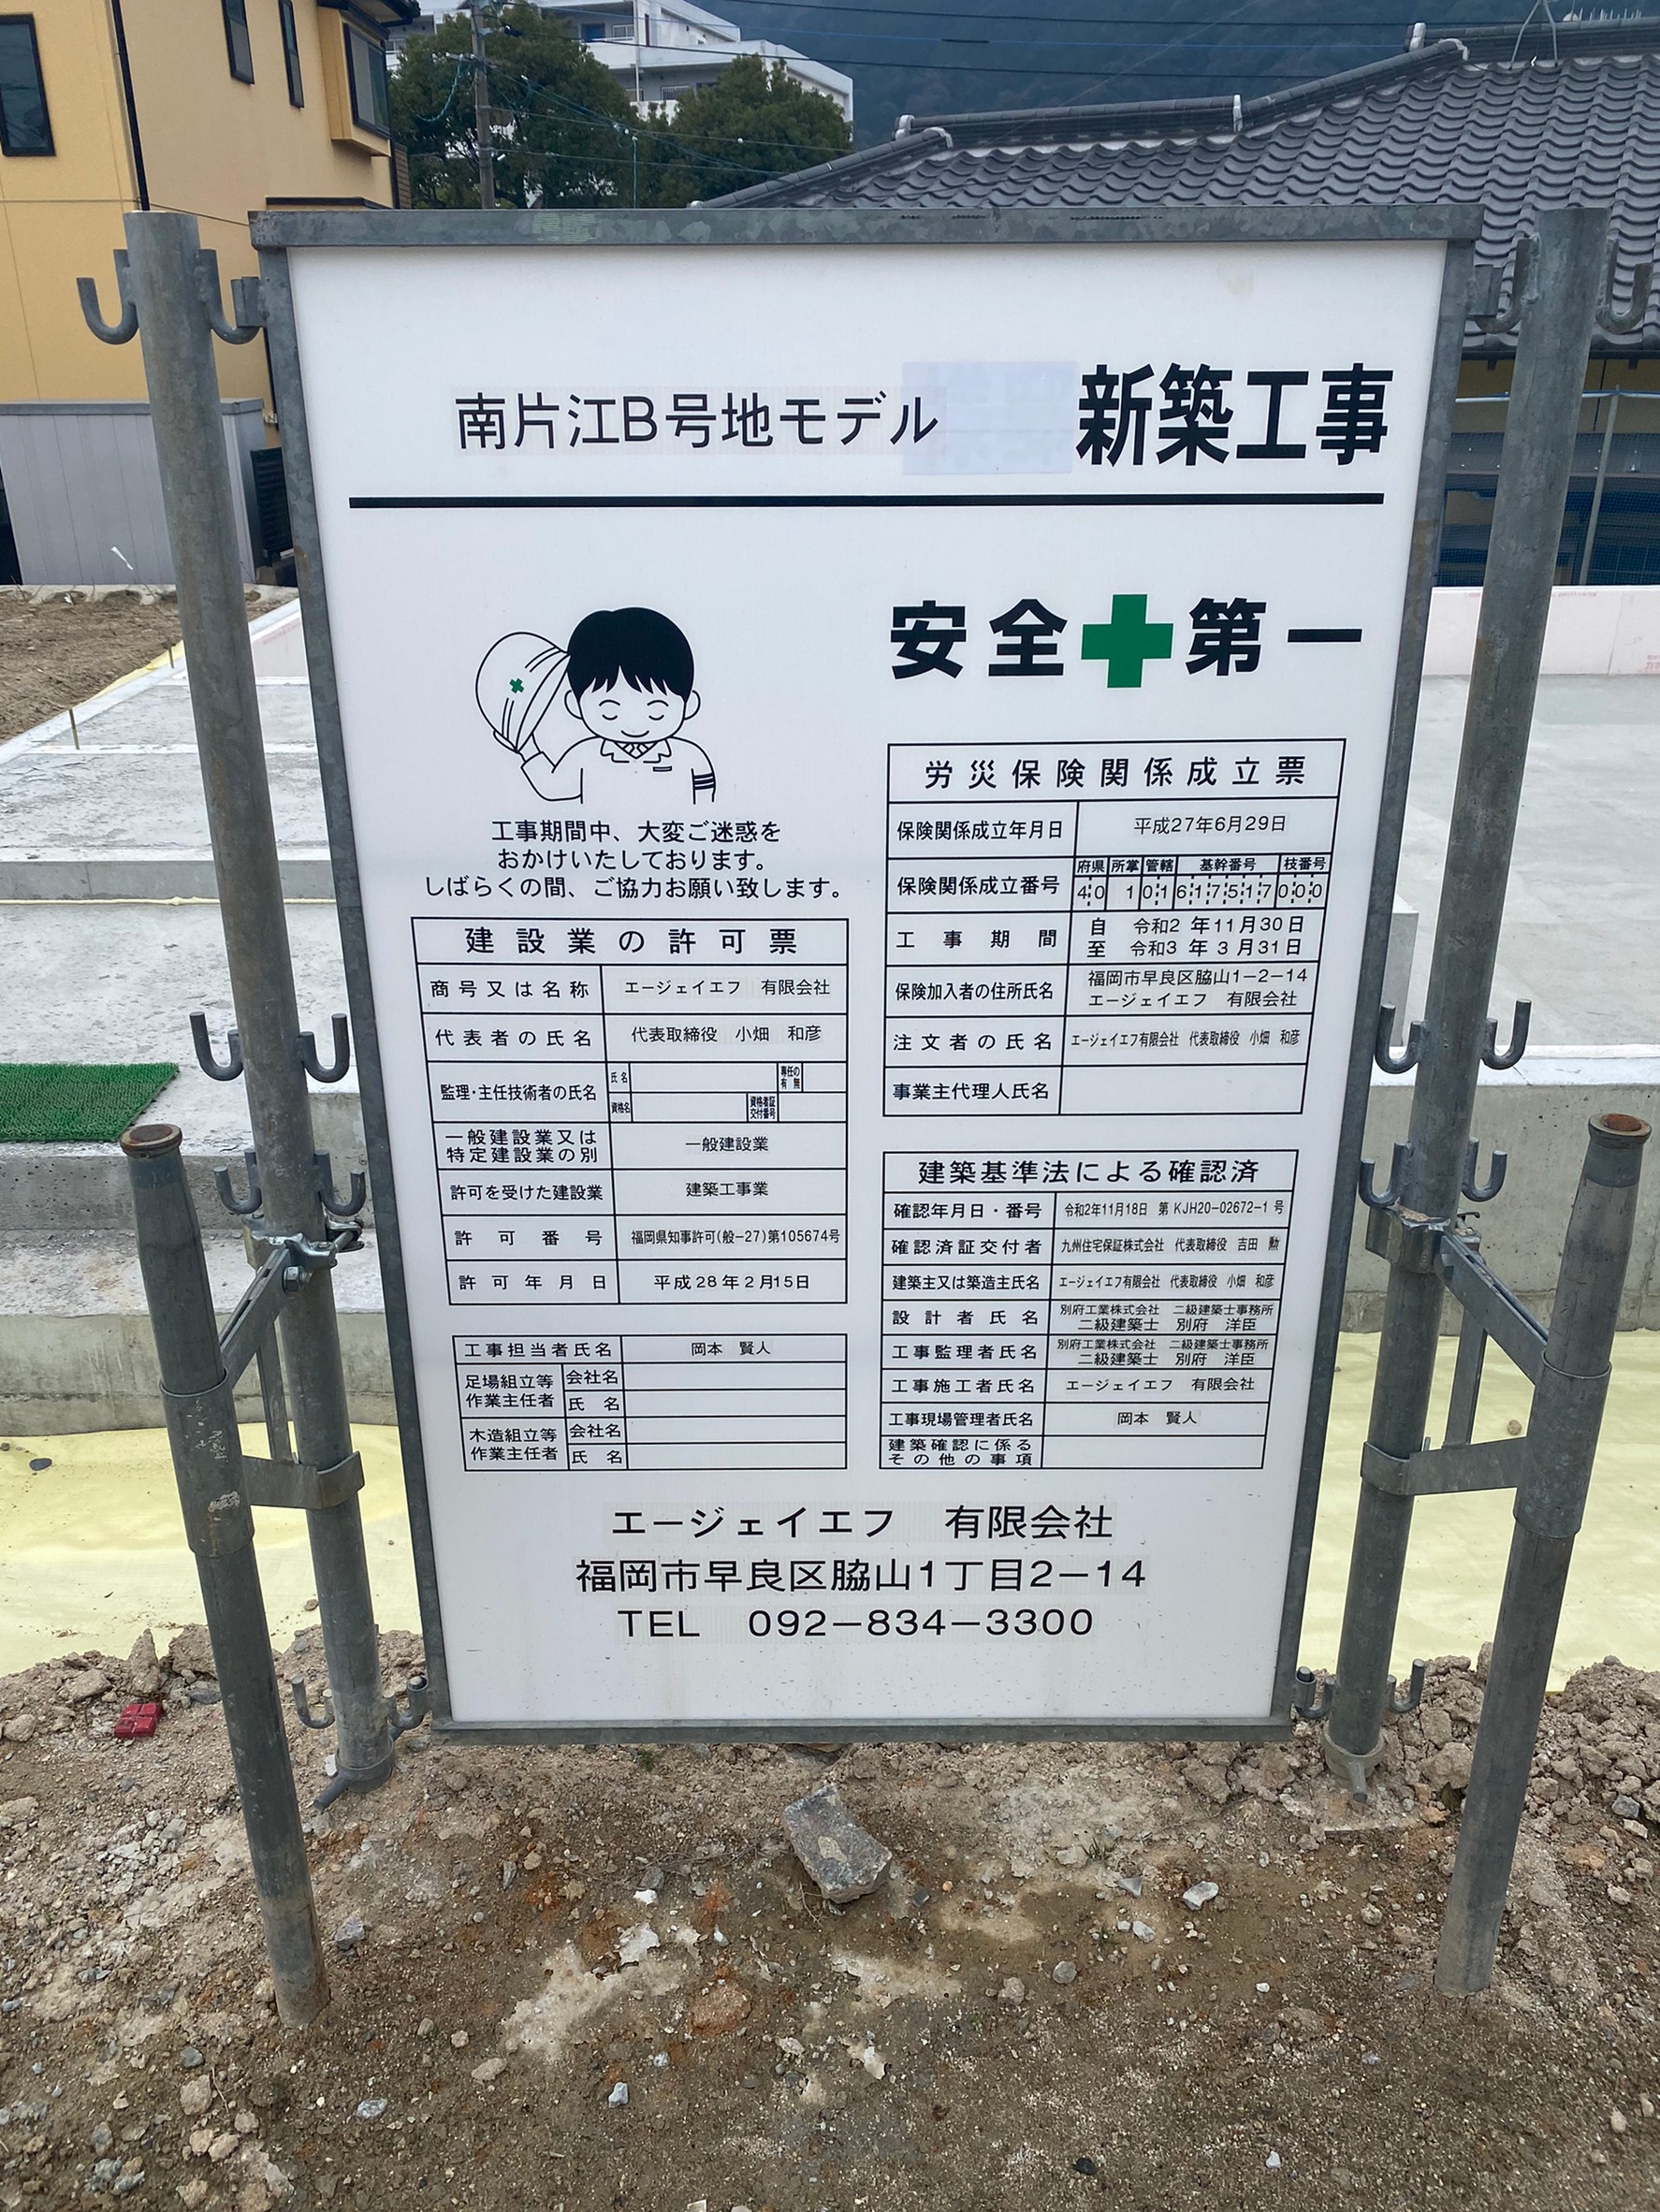 南片江B号地モデル 新築工事
安全 第一
工事期間中、大変ご迷惑を
おかけいたしております。
しばらくの間、ご協力お願い致します。
建設業の許可票
商号又は名称 エージェイエフ 有限会社
代表者の氏名 代表取締役 小畑 和彦
監理・主任技術者の氏名 氏名 専任の有無
資格名 資格者証交付番号
一般建設業又は
特定建設業の別 一般建設業
許可を受けた建設業 建築工事業
許可番号 福岡県知事許可(般-27)第105674号
許可年月日 平成28年2月15日
工事担当者氏名 岡本 賢人
足場組立等
作業主任者 会社名
氏名
木造組立等
作業主任者 会社名
氏名
労災保険関係成立票
保険関係成立年月日 平成27年6月29日
保険関係成立番号 府県 所掌 管轄 基幹番号 枝番号
40 1 01 617517 000
工事期間 自 令和2年11月30日
至 令和3年3月31日
保険加入者の住所氏名 福岡市早良区脇山1-2-14
エージェイエフ 有限会社
注文者の氏名 エージェイエフ有限会社 代表取締役 小畑 和彦
事業主代理人氏名
建築基準法による確認済
確認年月日・番号 令和2年11月18日 第KJH20-02672-1号
確認済証交付者 九州住宅保証株式会社 代表取締役 吉田 勲
建築主又は築造主氏名 エージェイエフ有限会社 代表取締役 小畑 和彦
設計者氏名 別府工業株式会社 二級建築士事務所
二級建築士 別府 洋臣
工事監理者氏名 別府工業株式会社 二級建築士事務所
二級建築士 別府 洋臣
工事施工者氏名 エージェイエフ 有限会社
工事現場管理者氏名 岡本 賢人
建築確認に係る
その他の事項
エージェイエフ 有限会社
福岡市早良区脇山1丁目2-14
TEL 092-834-3300